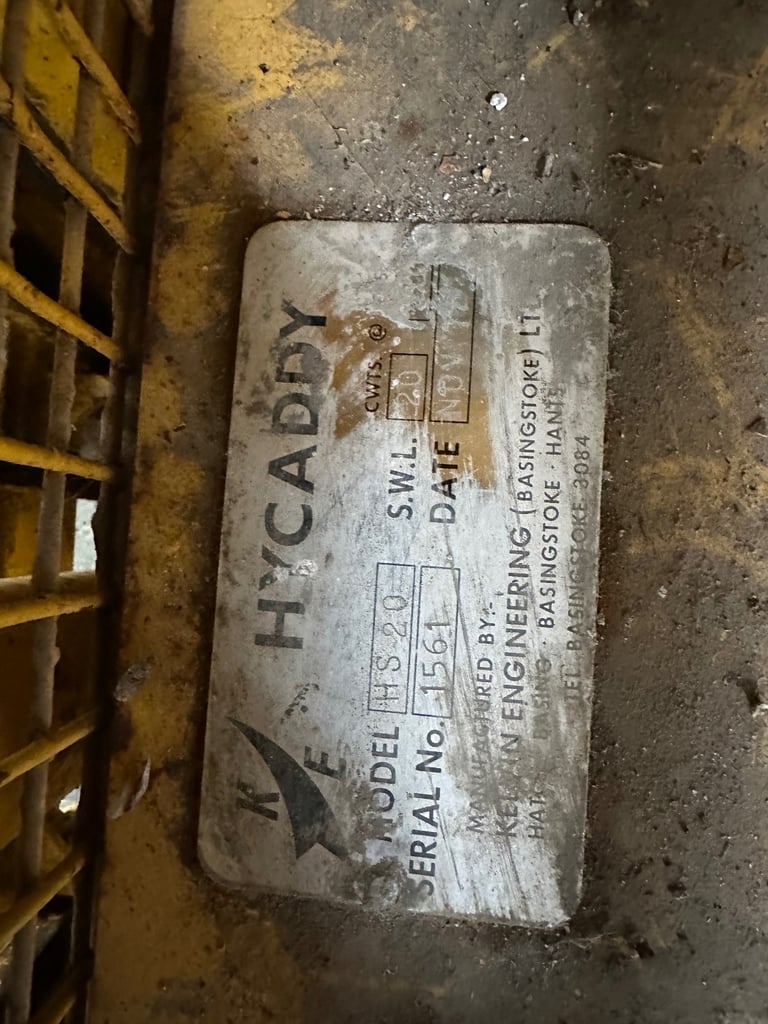 K E
HYCADDY
MODEL HS 20 S.W.L. 20 CWTS. @
SERIAL No. 1561 DATE NOV
MANUFACTURED BY:-
ENGINEERING (BASINGSTOKE)
BASING BASINGSTOKE · HANTS
TEL BASINGSTOKE 3084